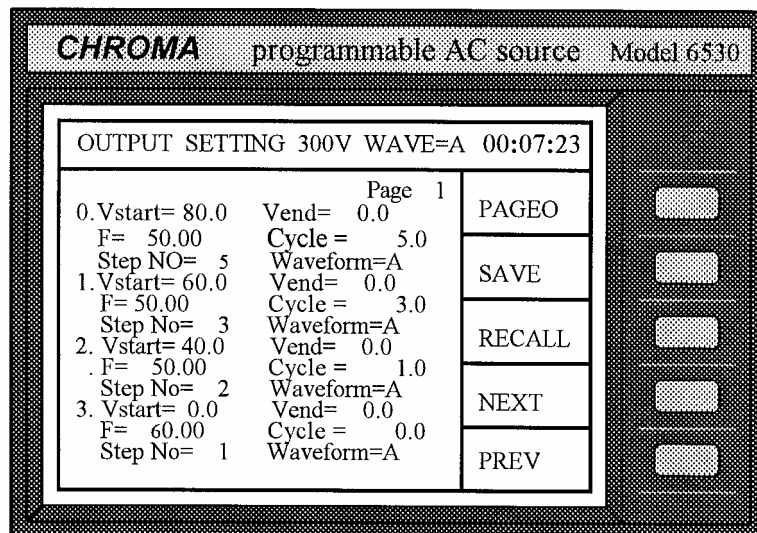 CHROMA programmable AC source Model 6530
OUTPUT SETTING 300V WAVE=A 00:07:23
Page 1
0.Vstart= 80.0 Vend= 0.0
F= 50.00 Cycle = 5.0
Step NO= 5 Waveform=A
1.Vstart= 60.0 Vend= 0.0
F= 50.00 Cycle = 3.0
Step No= 3 Waveform=A
2. Vstart= 40.0 Vend= 0.0
. F= 50.00 Cycle = 1.0
Step No= 2 Waveform=A
3. Vstart= 0.0 Vend= 0.0
F= 60.00 Cycle = 0.0
Step No= 1 Waveform=A
PAGEO
SAVE
RECALL
NEXT
PREV